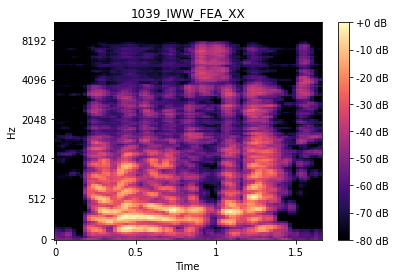 1039_IWW_FEA_XX
Hz
8192
4096
2048
1024
512
0
0
0.5
1
1.5
Time
+0 dB
-10 dB
-20 dB
-30 dB
-40 dB
-50 dB
-60 dB
-70 dB
-80 dB